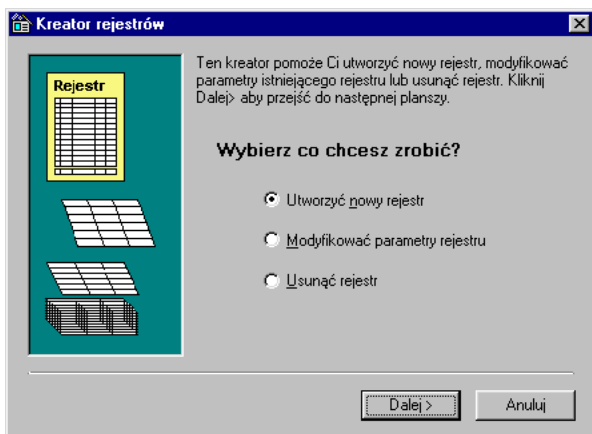 Kreator rejestrów
Rejestr
Ten kreator pomoże Ci utworzyć nowy rejestr, modyfikować
parametry istniejącego rejestru lub usunąć rejestr. Kliknij
Dalej> aby przejść do następnej planszy.
Wybierz co chcesz zrobić?
Utworzyć nowy rejestr
Modyfikować parametry rejestru
Usunąć rejestr
Dalej >
Anuluj